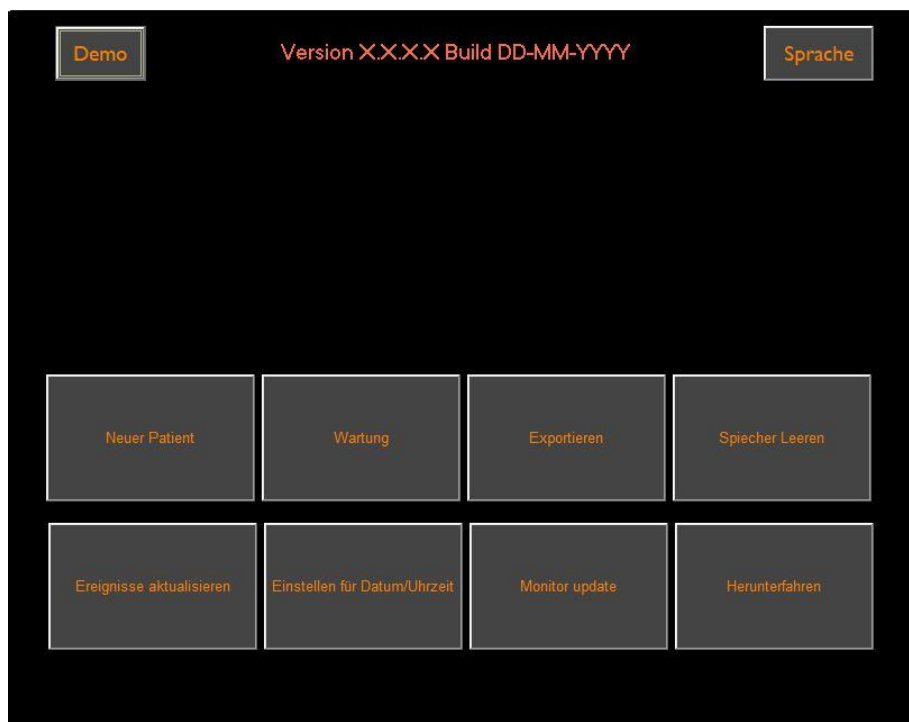 Demo
Version X.X.X.X Build DD-MM-YYYY
Sprache
Neuer Patient
Wartung
Exportieren
Spiecher Leeren
Ereignisse aktualisieren
Einstellen für Datum/Uhrzeit
Monitor update
Herunterfahren